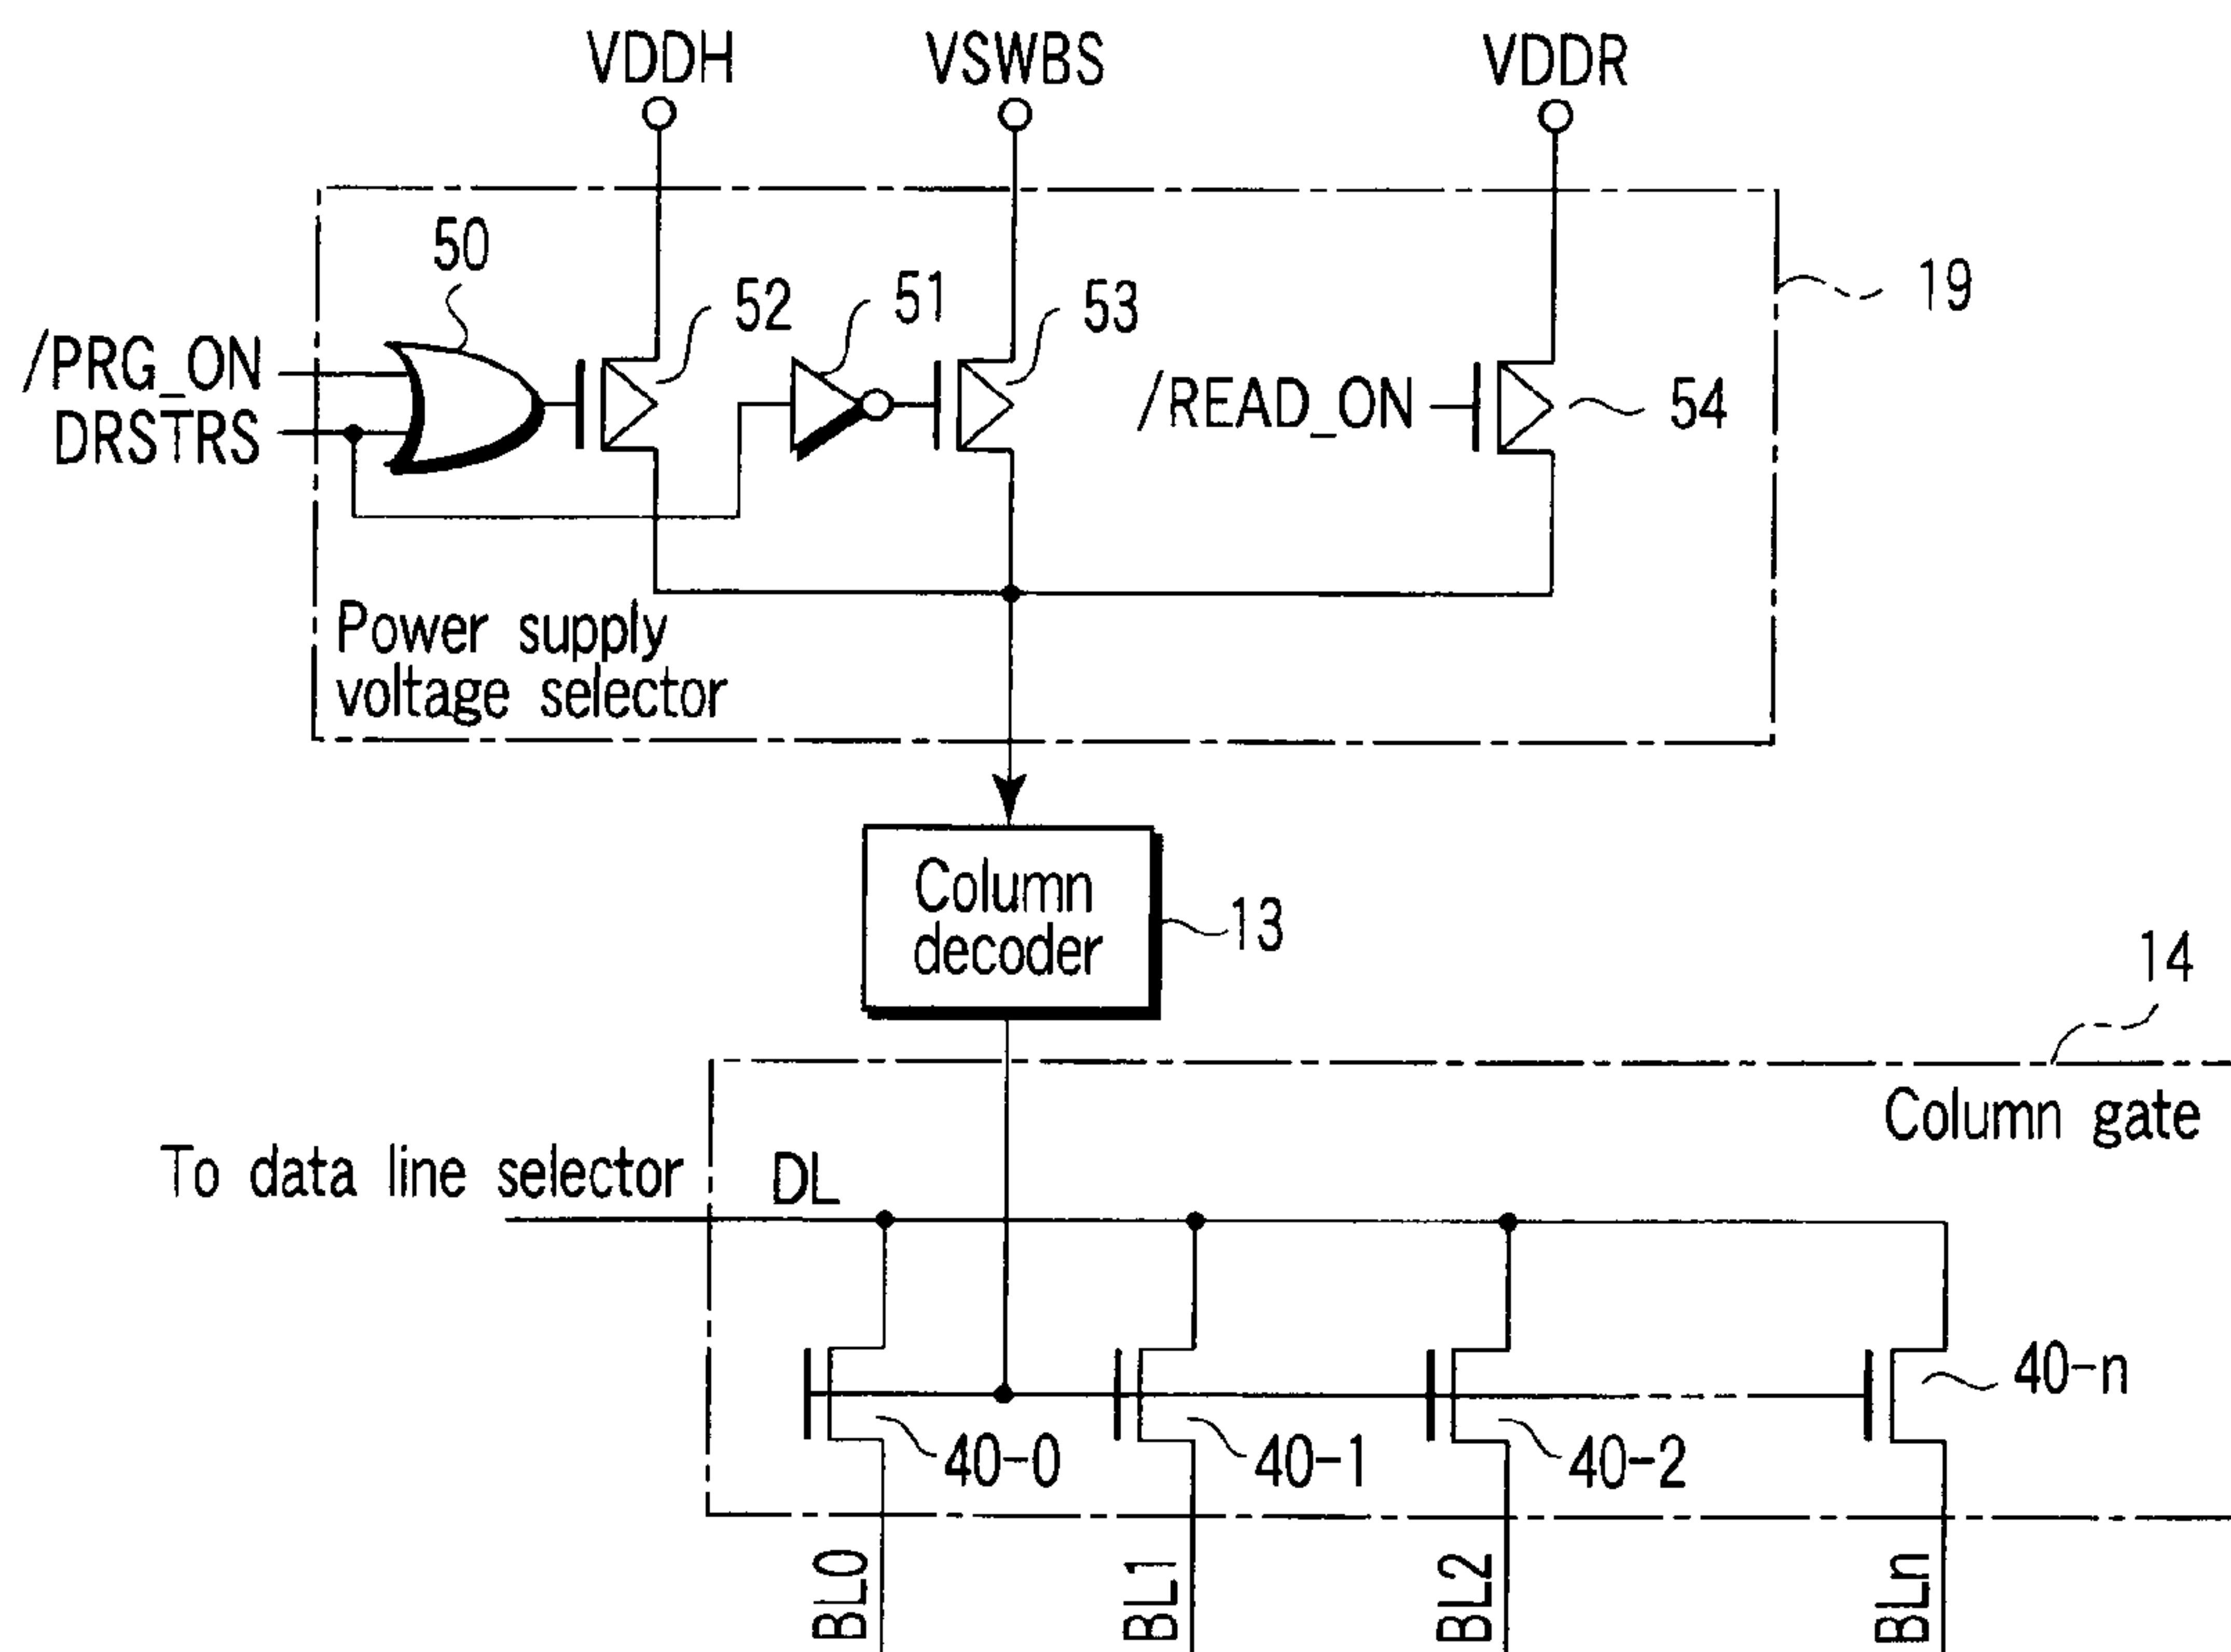 VDDH
VSWBS
VDDR
50
52
51
53
19
/PRG_ON
DRSTRS
/READ_ON
54
Power supply
voltage selector
Column
decoder
13
14
Column gate
To data line selector
DL
40-n
40-0
40-1
40-2
BL0
BL1
BL2
BLn